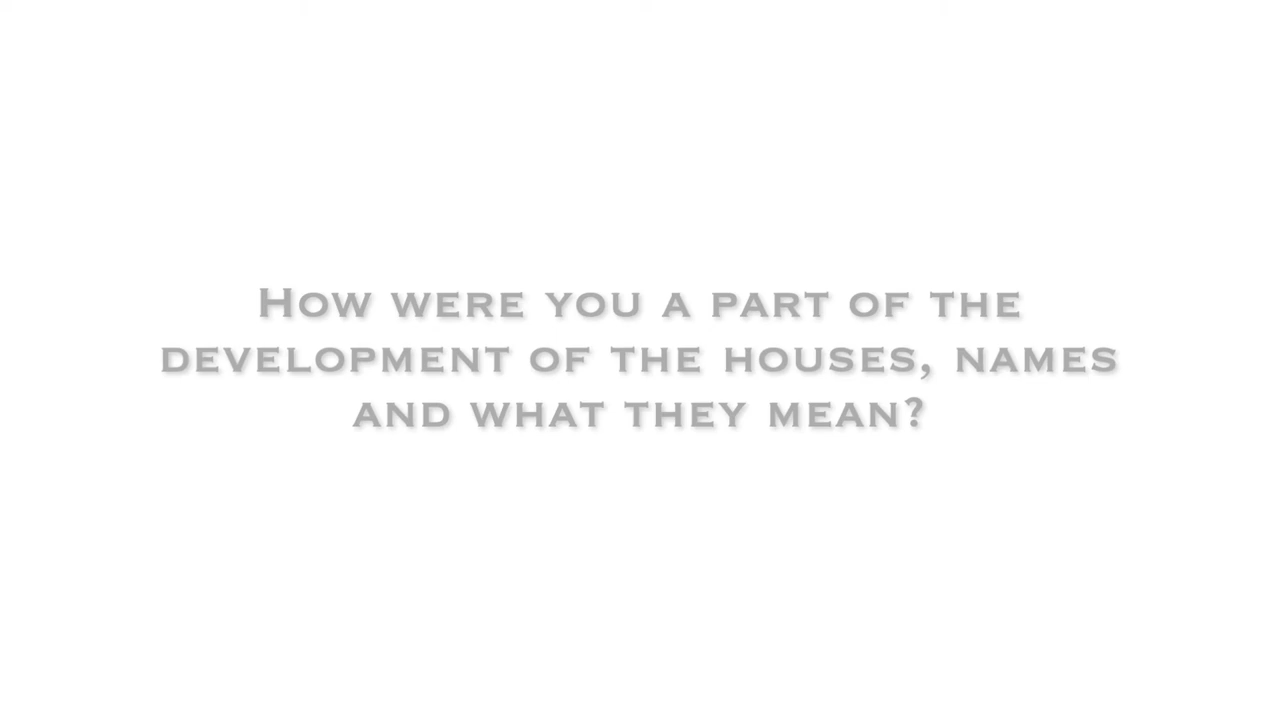 How were you a part of the
development of the houses, names
and what they mean?